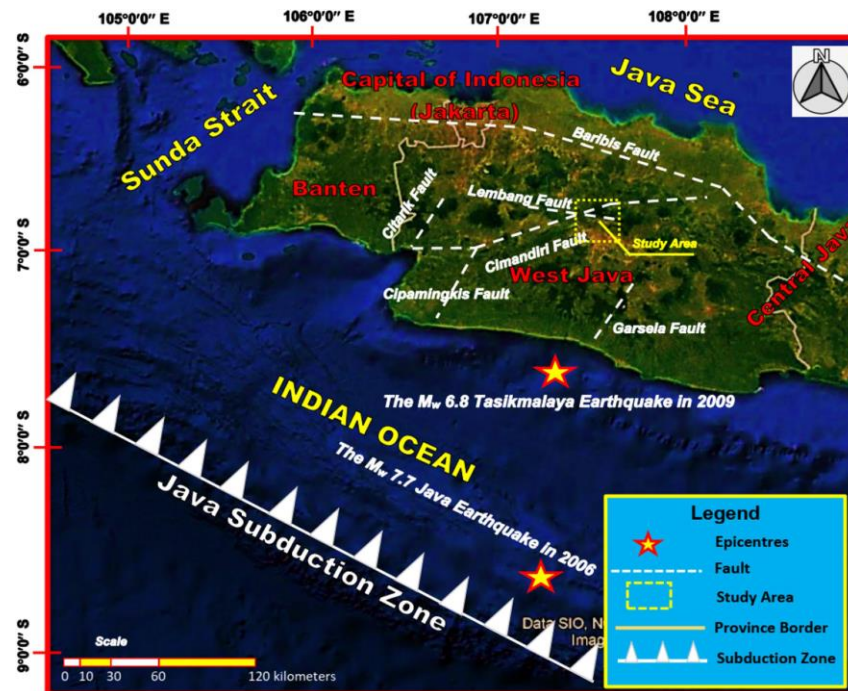 105°0'0" E
106°0'0" E
107°0'0" E
108°0'0" E
6°0'0" S
7°0'0" S
8°0'0" S
9°0'0" S
N
Capital of Indonesia
(Jakarta)
Java Sea
Sunda Strait
Baribis Fault
Banten
Citarik Fault
Lembang Fault
Study Area
Cimandiri Fault
West Java
Central Java
Cipamingkis Fault
Garsela Fault
The Mw 6.8 Tasikmalaya Earthquake in 2009
INDIAN OCEAN
The Mw 7.7 Java Earthquake in 2006
Java Subduction Zone
Data SIO, N
Imag
Scale
0 10 30 60 120 kilometers
Legend
Epicentres
Fault
Study Area
Province Border
Subduction Zone